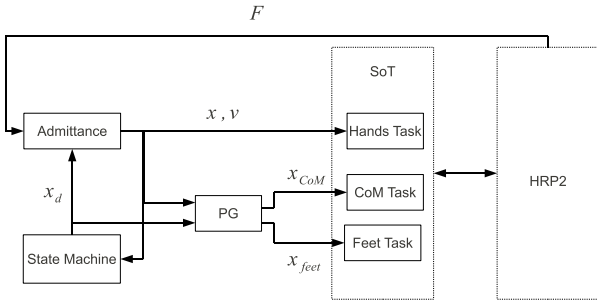 F
SoT
Admittance
x , v
Hands Task
HRP2
x_d
x_CoM
CoM Task
PG
State Machine
x_feet
Feet Task